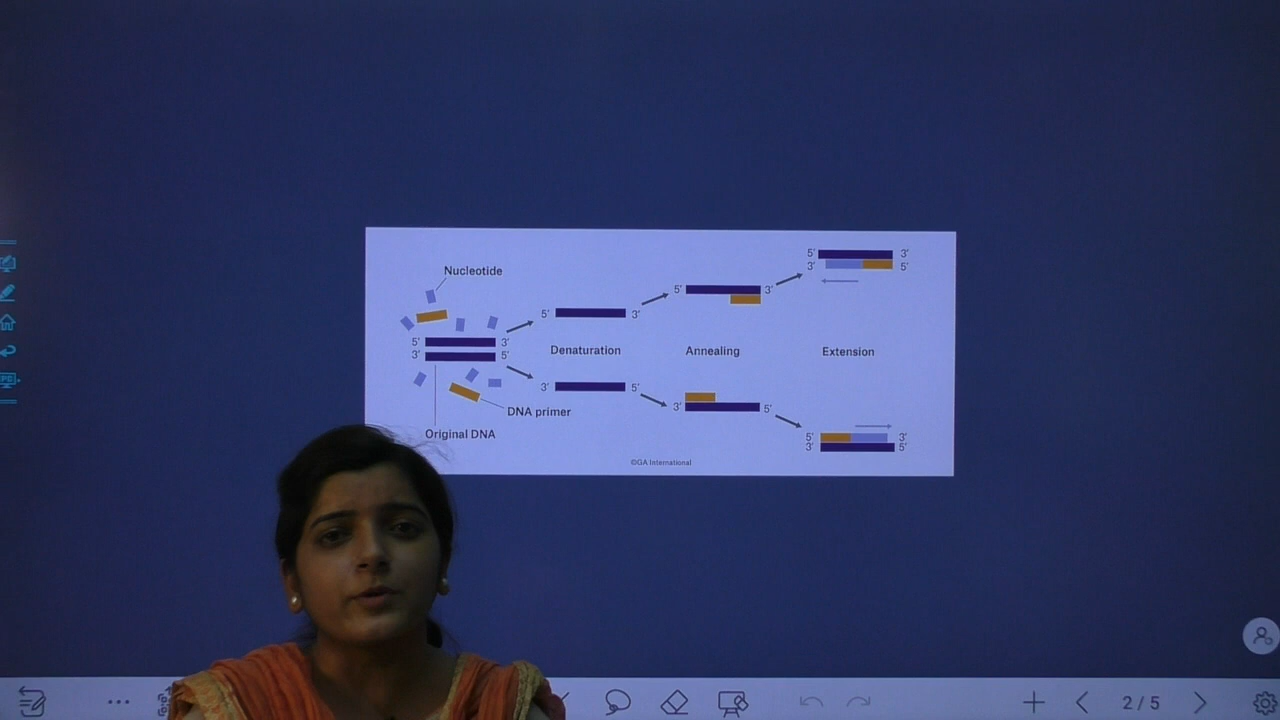 Nucleotide
5′ 3′
3′ 5′
DNA primer
Original DNA
5′ 3′
Denaturation
3′ 5′
5′ 3′
Annealing
3′ 5′
5′ 3′
3′ 5′
Extension
5′ 3′
3′ 5′
©GA International
2/5